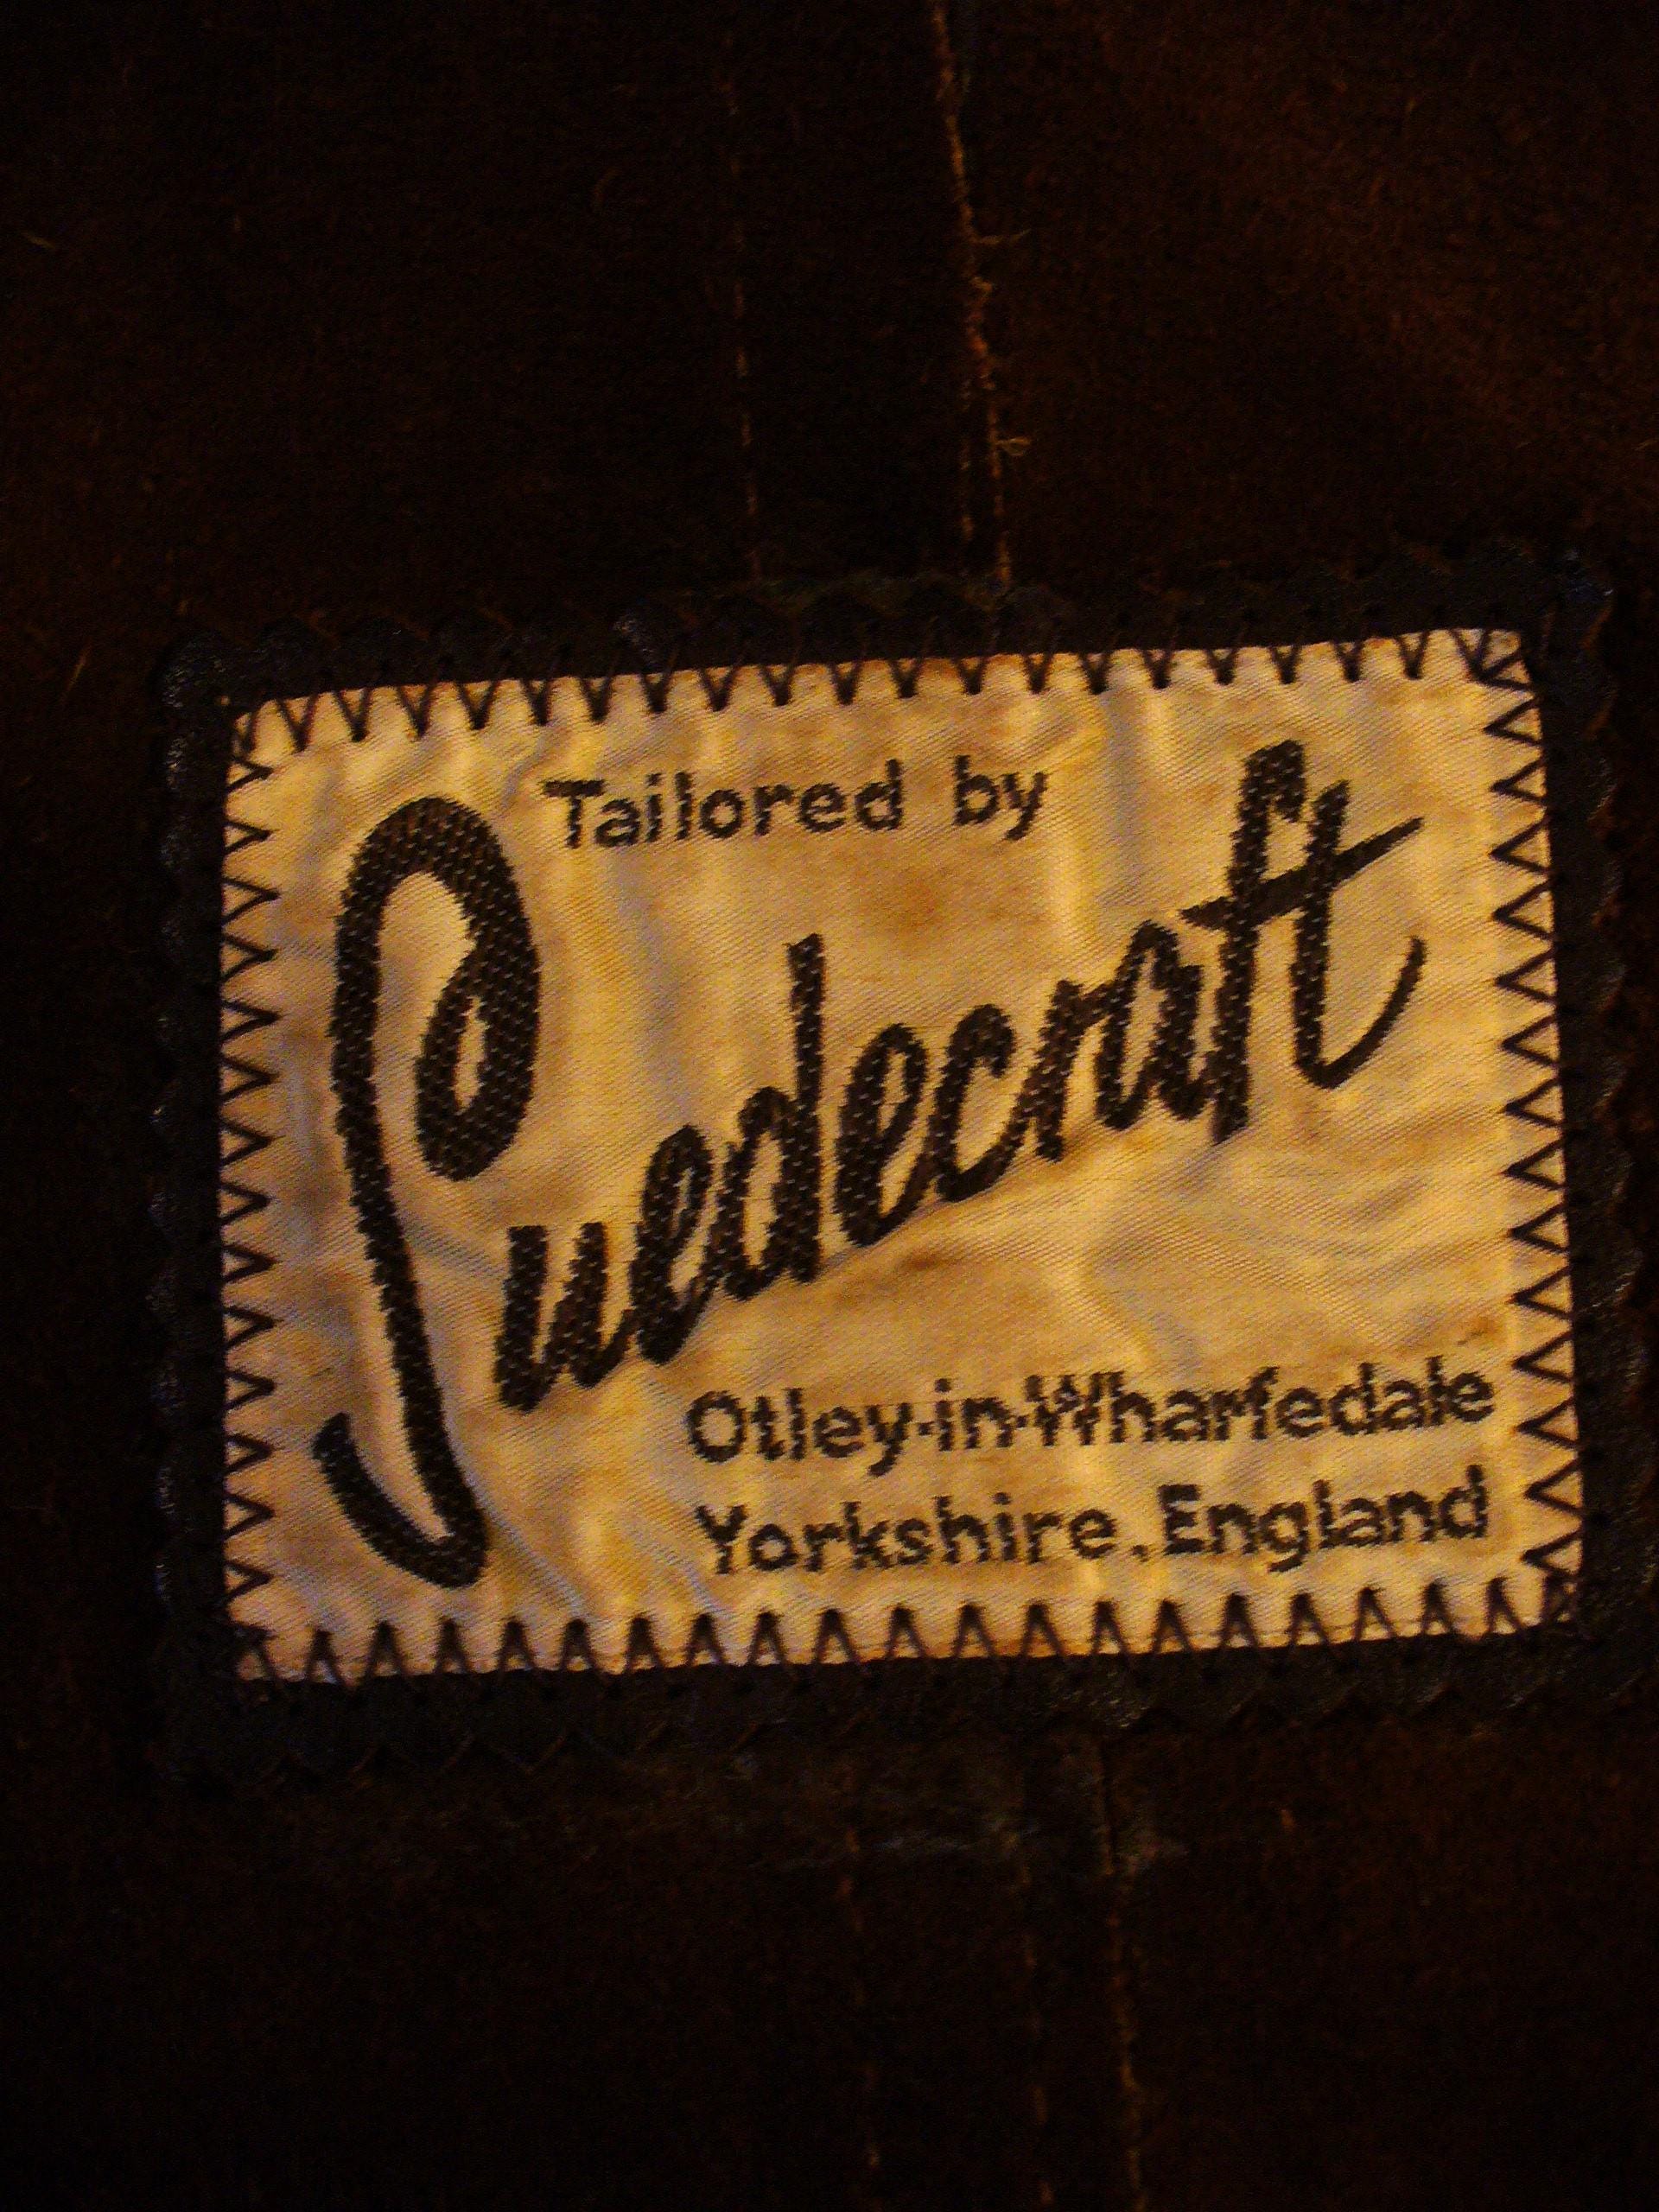 Tailored by
Suedecraft
Otley-in-Wharfedale
Yorkshire. England